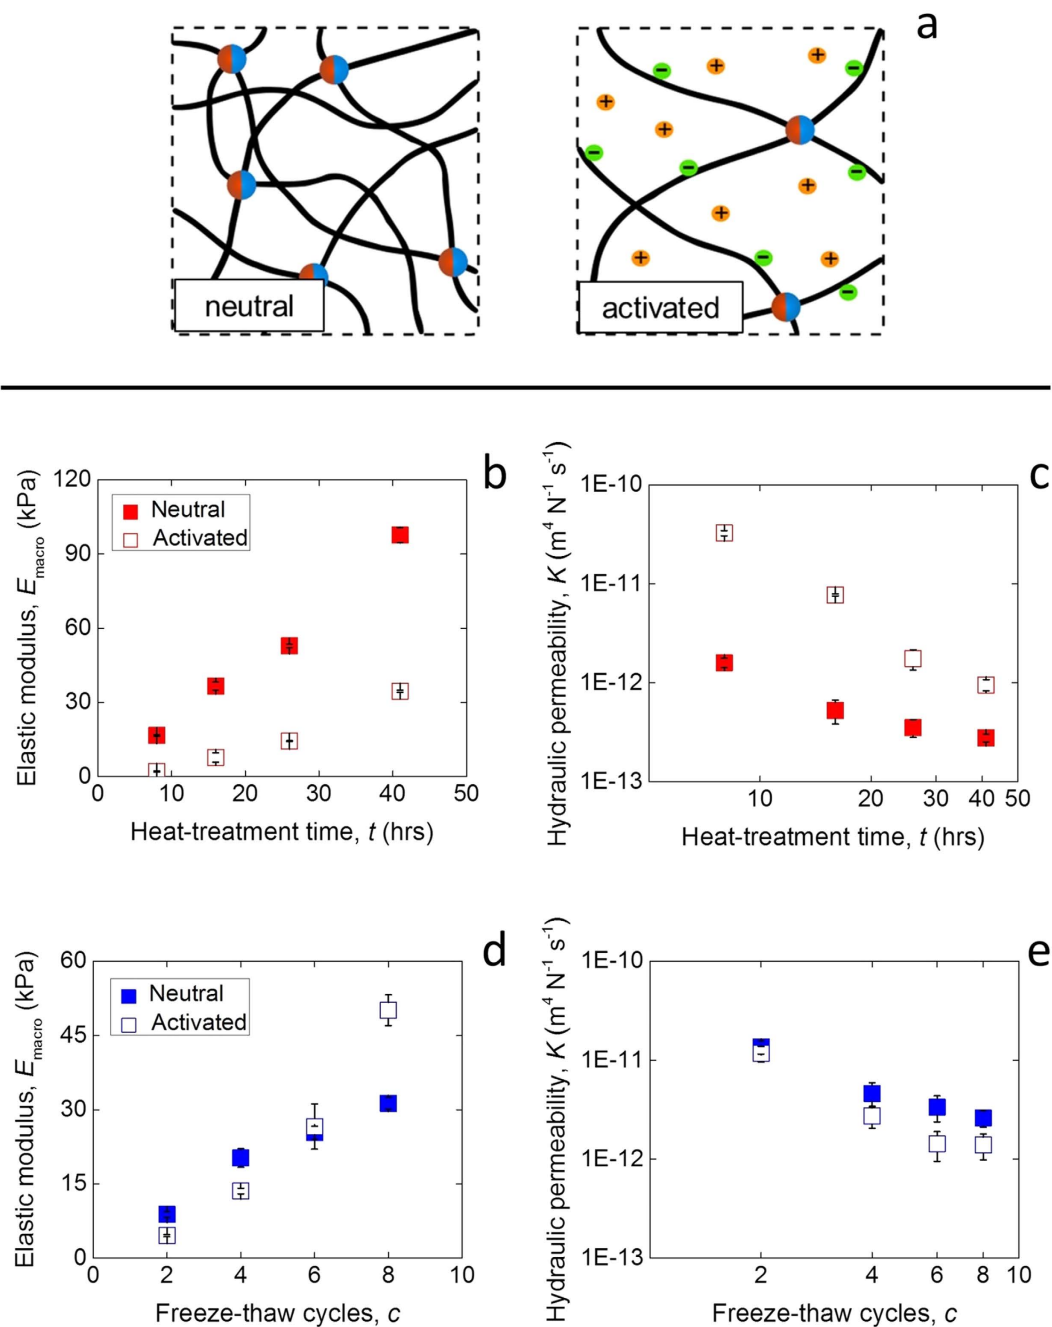 a
neutral
activated
b
Elastic modulus, E_macro (kPa)
120
90
60
30
0
Neutral
Activated
0 10 20 30 40 50
Heat-treatment time, t (hrs)
c
Hydraulic permeability, K (m⁴ N⁻¹ s⁻¹)
1E-10
1E-11
1E-12
1E-13
10 20 30 40 50
Heat-treatment time, t (hrs)
d
Elastic modulus, E_macro (kPa)
60
45
30
15
0
Neutral
Activated
0 2 4 6 8 10
Freeze-thaw cycles, c
e
Hydraulic permeability, K (m⁴ N⁻¹ s⁻¹)
1E-10
1E-11
1E-12
1E-13
2 4 6 8 10
Freeze-thaw cycles, c